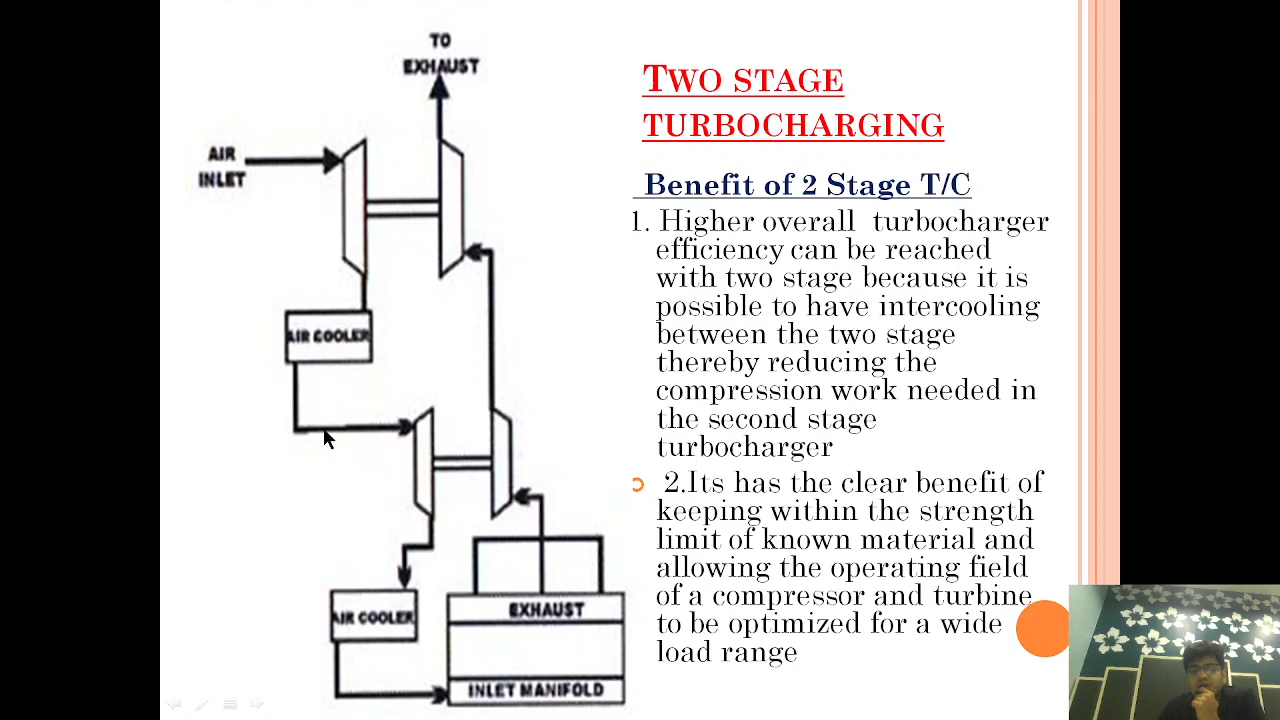 TO
EXHAUST
AIR
INLET
AIR COOLER
AIR COOLER
EXHAUST
INLET MANIFOLD
TWO STAGE
TURBOCHARGING
Benefit of 2 Stage T/C
1. Higher overall turbocharger
efficiency can be reached
with two stage because it is
possible to have intercooling
between the two stage
thereby reducing the
compression work needed in
the second stage
turbocharger
2.Its has the clear benefit of
keeping within the strength
limit of known material and
allowing the operating field
of a compressor and turbine
to be optimized for a wide
load range